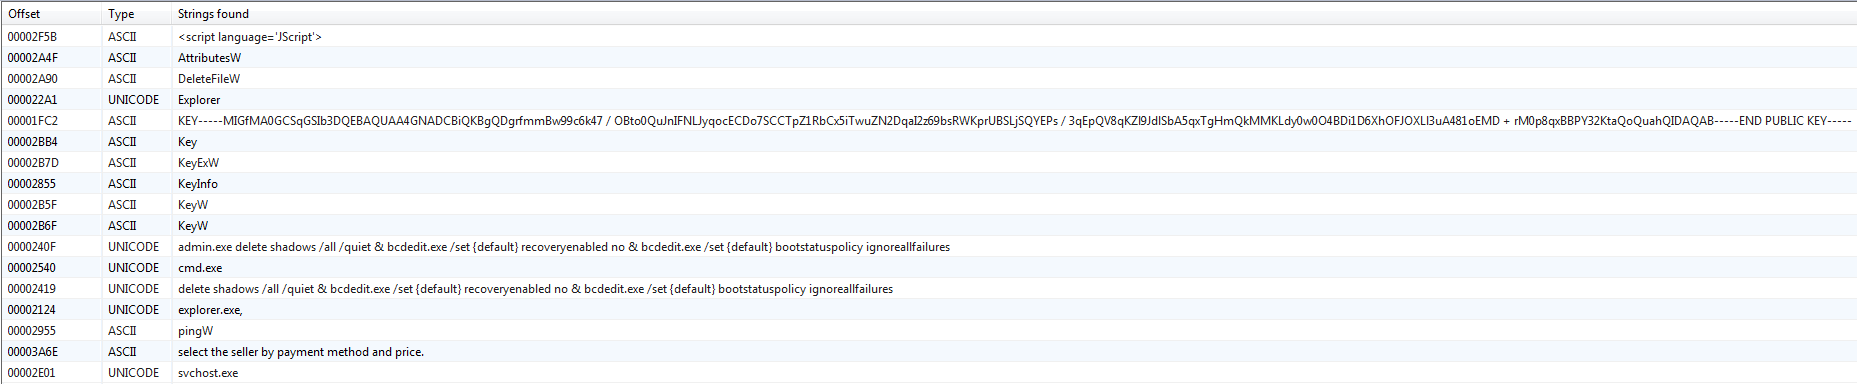 Offset Type Strings found
00002F5B ASCII <script language='JScript'>
00002A4F ASCII AttributesW
00002A90 ASCII DeleteFileW
000022A1 UNICODE Explorer
00001FC2 ASCII KEY-----MIGfMA0GCSqGSIb3DQEBAQUAA4GNADCBiQKBgQDgrfmmBw99c6k47 / OBto0QuJnIFNLJyqocECDo7SCCTpZ1RbCx5iTwuZN2DqaI2z69bsRWKprUBSLjSQYEPs / 3qEpQV8qKZl9JdlSbA5qxTgHmQkMMKLdy0w0O4BDi1D6XhOFJOXLI3uA481oEMD + rM0p8qxBBPY32KtaQoQuahQIDAQAB-----END PUBLIC KEY-----
00002BB4 ASCII Key
00002B7D ASCII KeyExW
00002855 ASCII KeyInfo
00002B5F ASCII KeyW
00002B6F ASCII KeyW
0000240F UNICODE admin.exe delete shadows /all /quiet & bcdedit.exe /set {default} recoveryenabled no & bcdedit.exe /set {default} bootstatuspolicy ignoreallfailures
00002540 UNICODE cmd.exe
00002419 UNICODE delete shadows /all /quiet & bcdedit.exe /set {default} recoveryenabled no & bcdedit.exe /set {default} bootstatuspolicy ignoreallfailures
00002124 UNICODE explorer.exe,
00002955 ASCII pingW
00003A6E ASCII select the seller by payment method and price.
00002E01 UNICODE svchost.exe